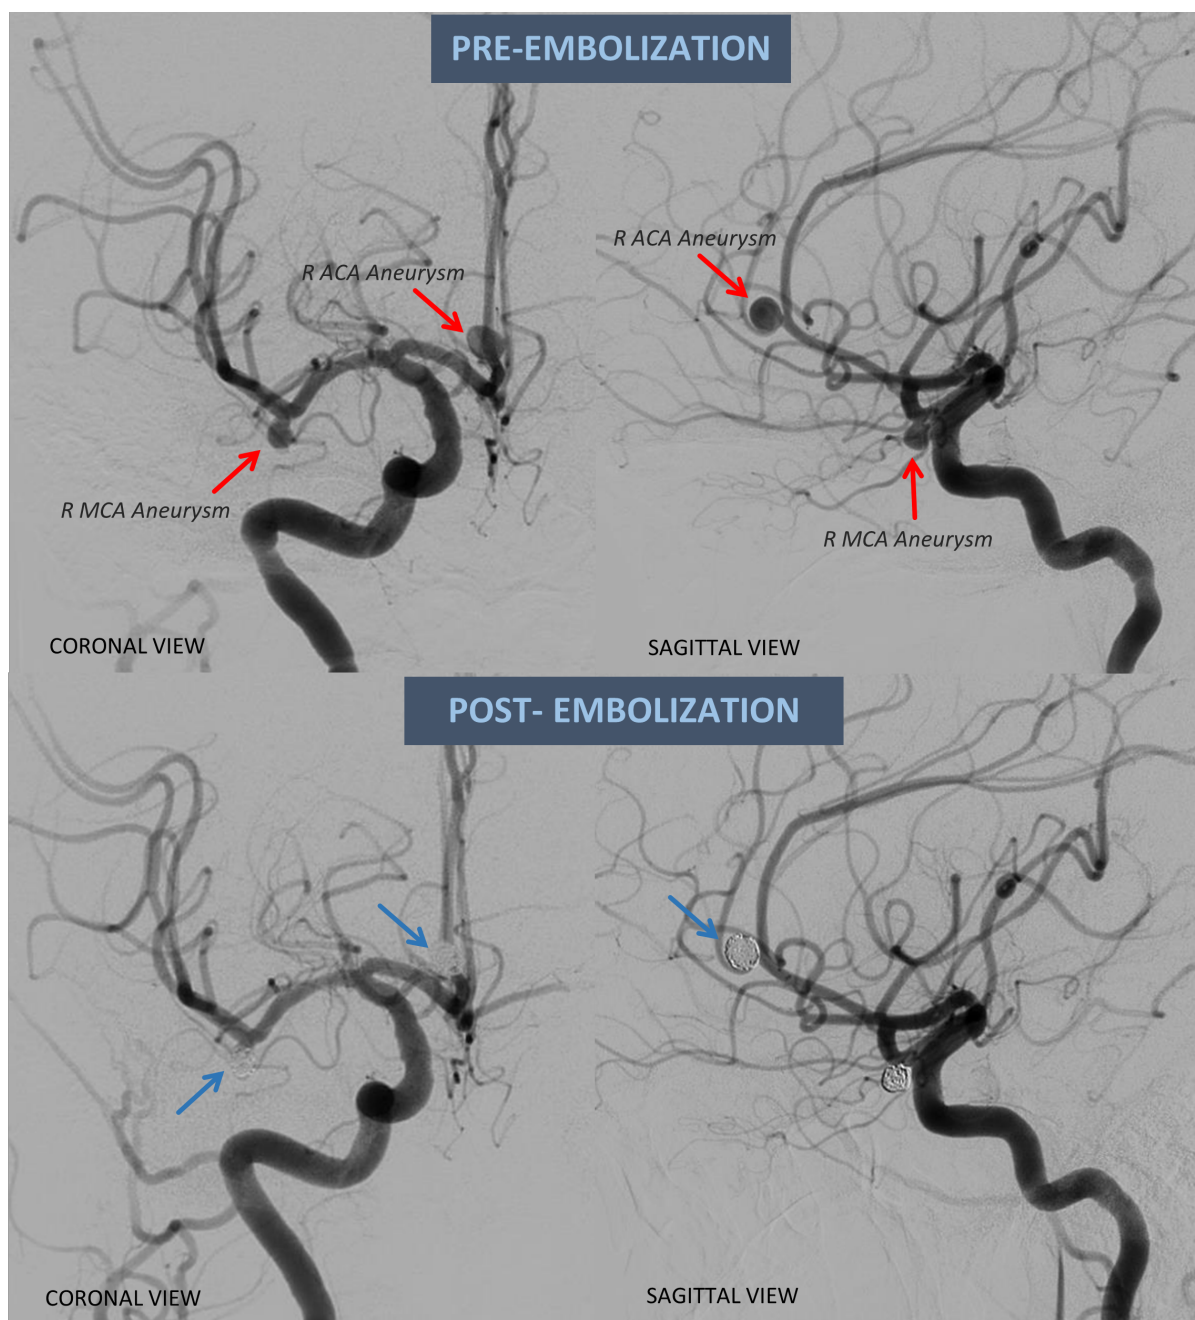 PRE-EMBOLIZATION
R ACA Aneurysm
R MCA Aneurysm
CORONAL VIEW
R ACA Aneurysm
R MCA Aneurysm
SAGITTAL VIEW
POST- EMBOLIZATION
CORONAL VIEW
SAGITTAL VIEW